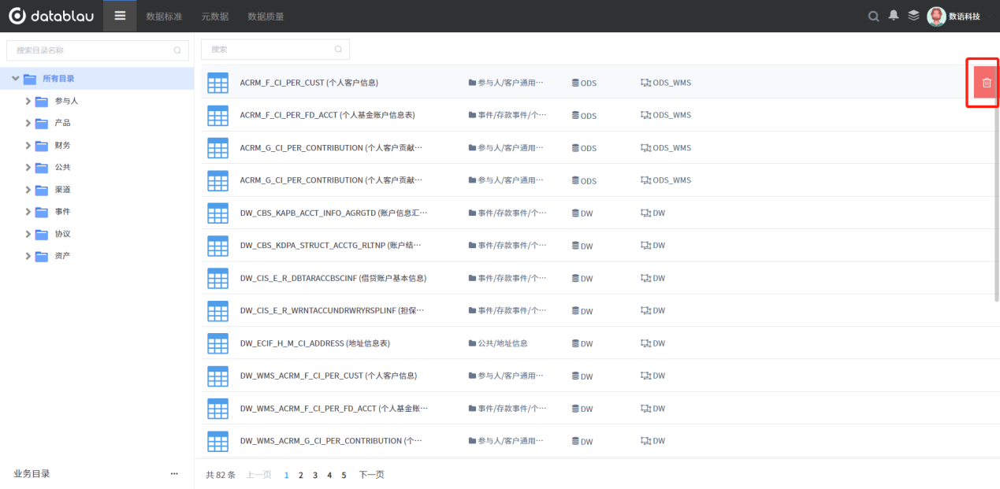 datablau 数据标准 元数据 数据质量 数语科技
搜索目录名称
所有目录
参与人
产品
财务
公共
渠道
事件
协议
资产
业务目录 ···
搜索
ACRM_F_CI_PER_CUST (个人客户信息) 参与人/客户通用··· ODS ODS_WMS
ACRM_F_CI_PER_FD_ACCT (个人基金账户信息表) 事件/存款事件/个··· ODS ODS_WMS
ACRM_G_CI_PER_CONTRIBUTION (个人客户贡献··· 参与人/客户通用··· ODS ODS_WMS
ACRM_G_CI_PER_CONTRIBUTION (个人客户贡献··· 参与人/客户通用··· ODS ODS_WMS
DW_CBS_KAPB_ACCT_INFO_AGRGTD (账户信息汇··· 事件/存款事件/个··· DW DW
DW_CBS_KDPA_STRUCT_ACCTG_RLTNP (账户结··· 事件/存款事件/个··· DW DW
DW_CIS_E_R_DBTARACCBSCINF (借贷账户基本信息) 事件/存款事件/个··· DW DW
DW_CIS_E_R_WRNTACCUNDRWRYRSPLINF (担保··· 事件/存款事件/个··· DW DW
DW_ECIF_H_M_CI_ADDRESS (地址信息表) 公共/地址信息 DW DW
DW_WMS_ACRM_F_CI_PER_CUST (个人客户信息) 参与人/客户通用··· DW DW
DW_WMS_ACRM_F_CI_PER_FD_ACCT (个人基金账··· 事件/存款事件/个··· DW DW
DW_WMS_ACRM_G_CI_PER_CONTRIBUTION (个··· 参与人/客户通用··· DW DW
共 82 条 上一页 1 2 3 4 5 下一页